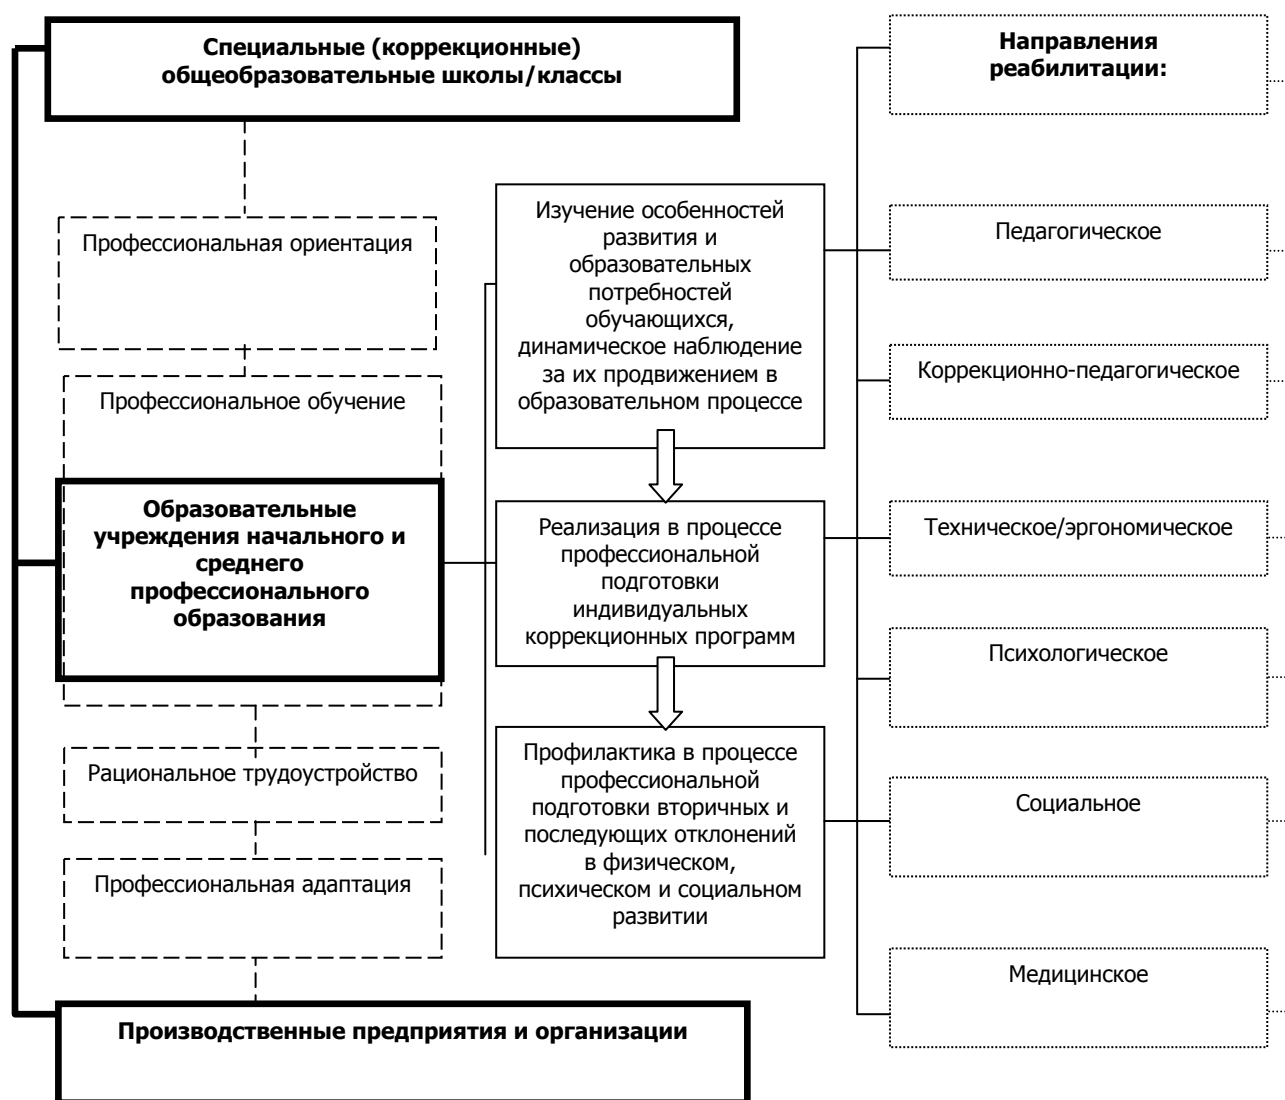 Специальные (коррекционные)
общеобразовательные школы/классы
Профессиональная ориентация
Профессиональное обучение
Образовательные
учреждения начального и
среднего
профессионального
образования
Рациональное трудоустройство
Профессиональная адаптация
Производственные предприятия и организации
Изучение особенностей
развития и
образовательных
потребностей
обучающихся,
динамическое наблюдение
за их продвижением в
образовательном процессе
Реализация в процессе
профессиональной
подготовки
индивидуальных
коррекционных программ
Профилактика в процессе
профессиональной
подготовки вторичных и
последующих отклонений
в физическом,
психическом и социальном
развитии
Направления
реабилитации:
Педагогическое
Коррекционно-педагогическое
Техническое/эргономическое
Психологическое
Социальное
Медицинское